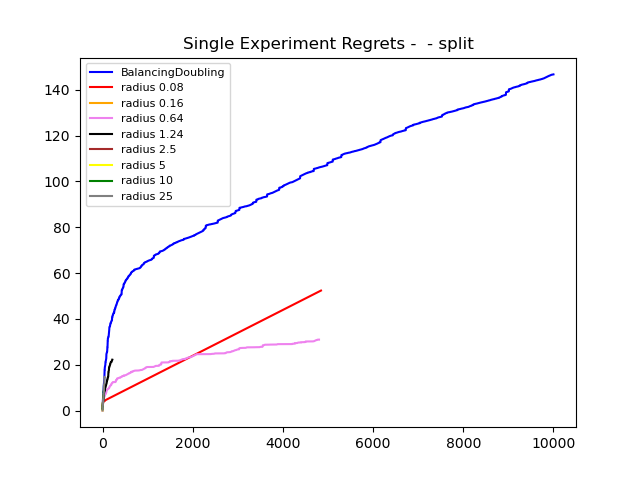 Single Experiment Regrets -  - split
BalancingDoubling
radius 0.08
radius 0.16
radius 0.64
radius 1.24
radius 2.5
radius 5
radius 10
radius 25
140
120
100
80
60
40
20
0
0 2000 4000 6000 8000 10000